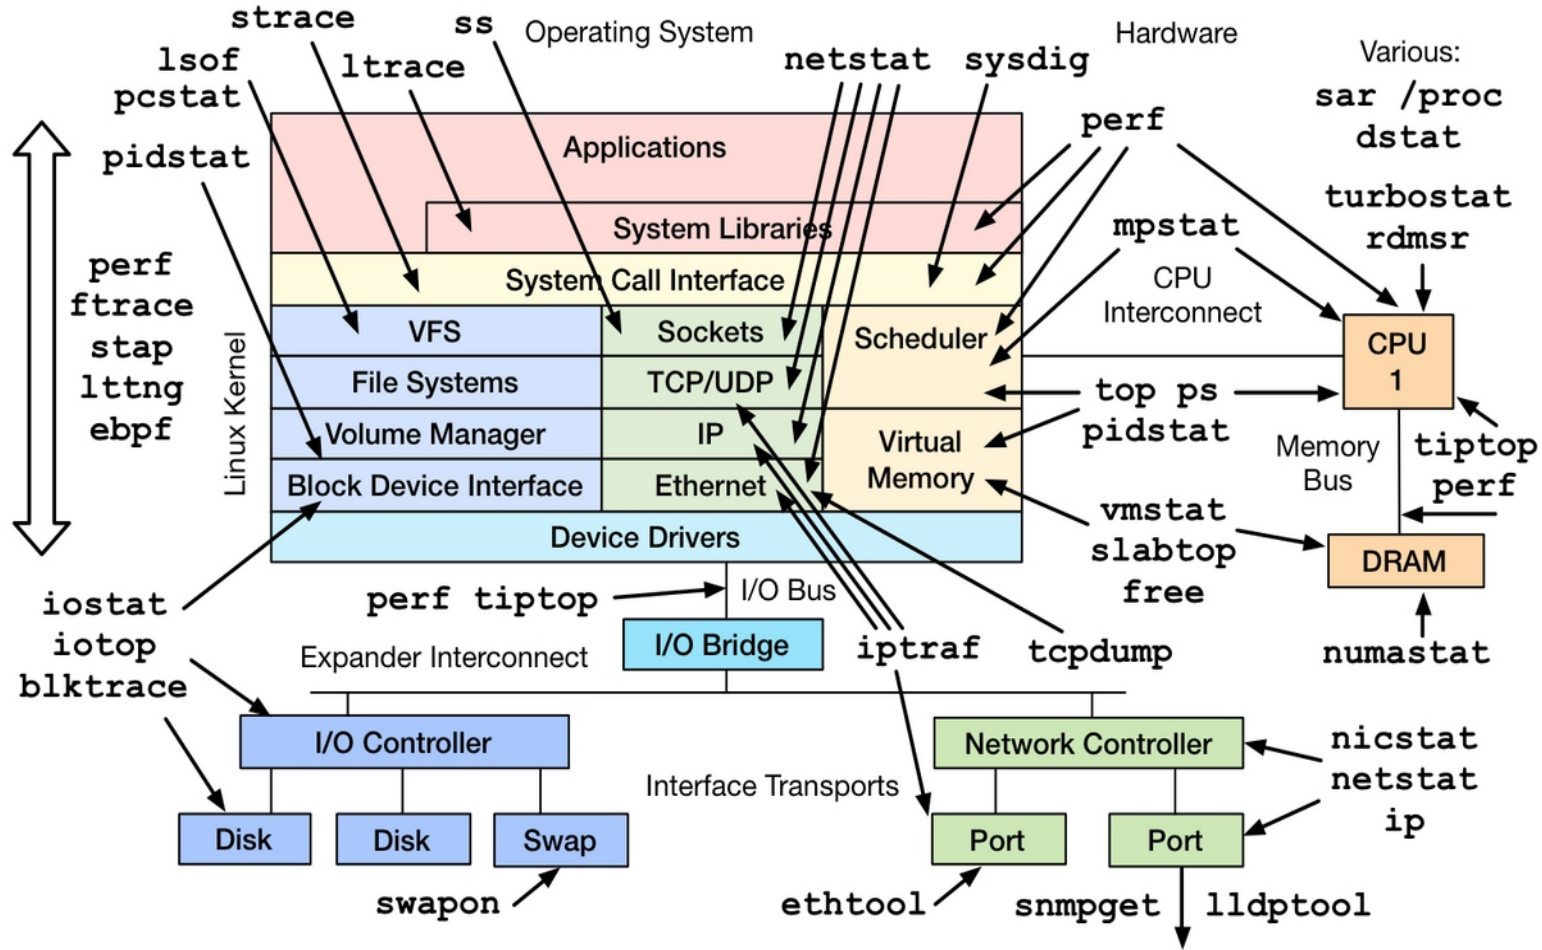 strace
ss
Operating System
Hardware
lsof
pcstat
ltrace
netstat
sysdig
Various:
sar /proc
dstat
perf
pidstat
Applications
turbostat
rdmsr
System Libraries
mpstat
perf
ftrace
stap
lttng
ebpf
System Call Interface
CPU
Interconnect
Linux Kernel
VFS
Sockets
Scheduler
CPU
1
File Systems
TCP/UDP
top ps
pidstat
Volume Manager
IP
Virtual
Memory
Memory
Bus
tiptop
perf
Block Device Interface
Ethernet
vmstat
slabtop
free
Device Drivers
DRAM
iostat
iotop
blktrace
perf tiptop
I/O Bus
I/O Bridge
iptraf
tcpdump
numastat
Expander Interconnect
I/O Controller
Network Controller
nicstat
netstat
ip
Interface Transports
Disk
Disk
Swap
Port
Port
swapon
ethtool
snmpget
lldptool